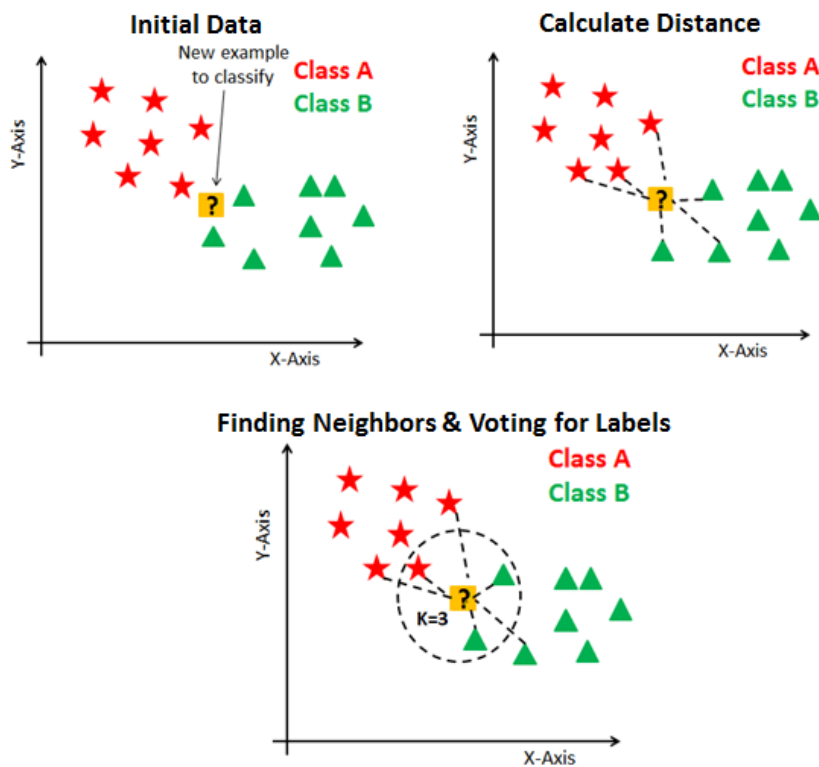 Initial Data
New example
to classify
Class A
Class B
Y-Axis
?
X-Axis
Calculate Distance
Class A
Class B
Y-Axis
?
X-Axis
Finding Neighbors & Voting for Labels
Class A
Class B
Y-Axis
?
K=3
X-Axis